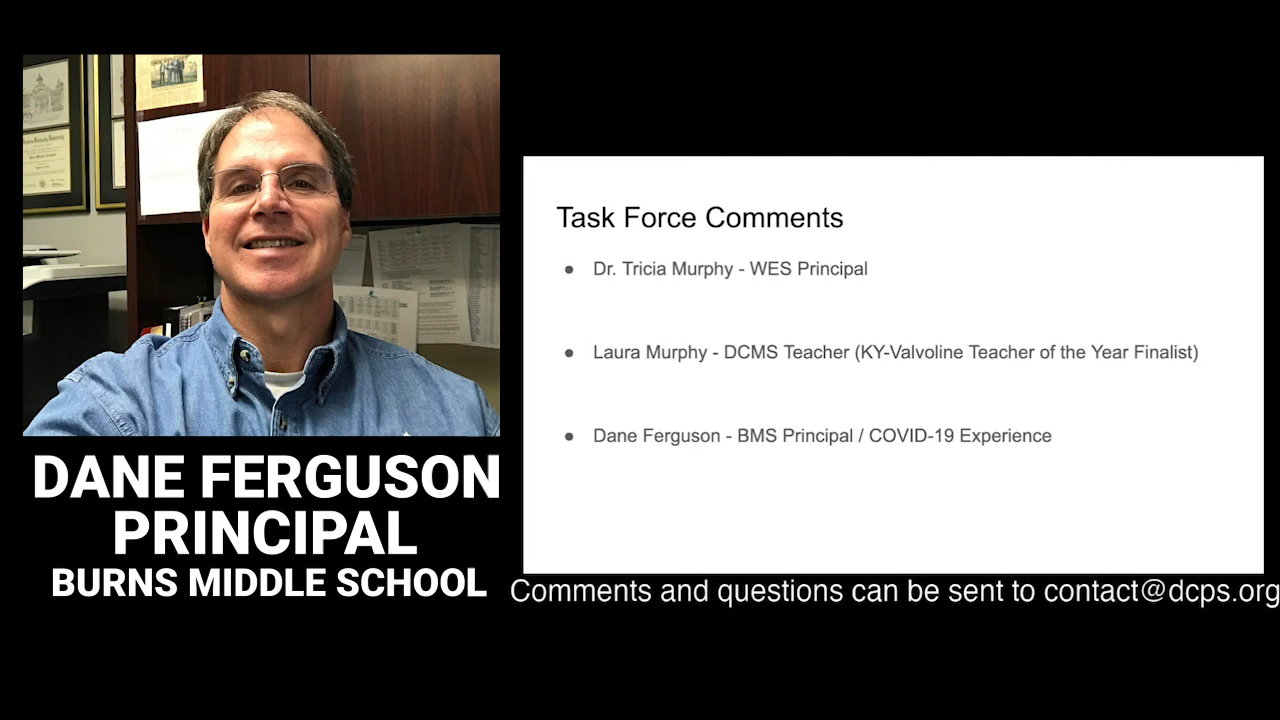 DANE FERGUSON
PRINCIPAL
BURNS MIDDLE SCHOOL
Task Force Comments
• Dr. Tricia Murphy - WES Principal
• Laura Murphy - DCMS Teacher (KY-Valvoline Teacher of the Year Finalist)
• Dane Ferguson - BMS Principal / COVID-19 Experience
Comments and questions can be sent to contact@dcps.org